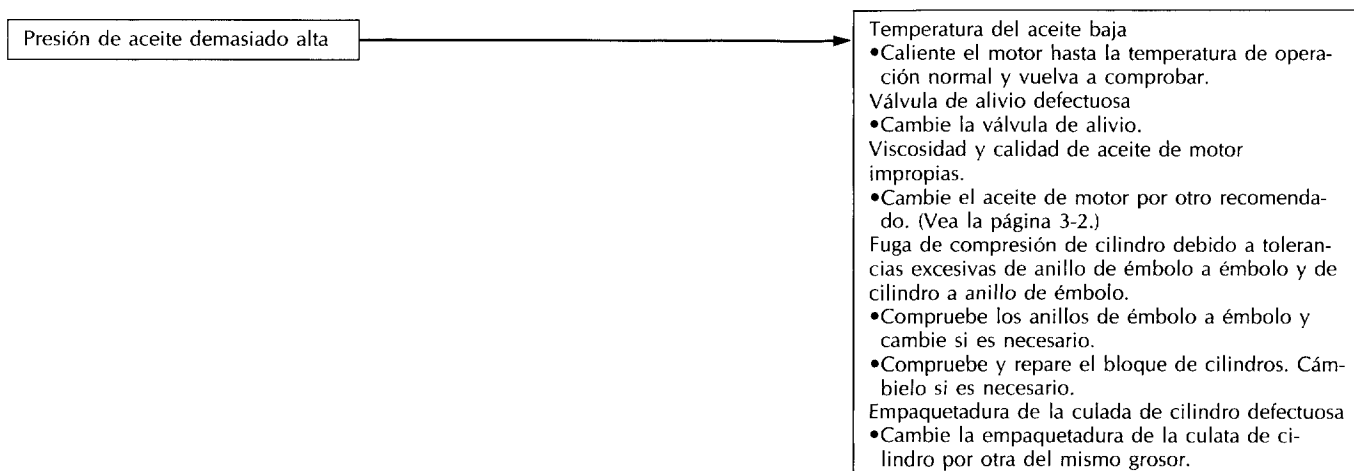 Presión de aceite demasiado alta
Temperatura del aceite baja
•Caliente el motor hasta la temperatura de opera-
ción normal y vuelva a comprobar.
Válvula de alivio defectuosa
•Cambie la válvula de alivio.
Viscosidad y calidad de aceite de motor
impropias.
•Cambie el aceite de motor por otro recomenda-
do. (Vea la página 3-2.)
Fuga de compresión de cilindro debido a toleran-
cias excesivas de anillo de émbolo a émbolo y de
cilindro a anillo de émbolo.
•Compruebe los anillos de émbolo a émbolo y
cambie si es necesario.
•Compruebe y repare el bloque de cilindros. Cám-
bielo si es necesario.
Empaquetadura de la culada de cilindro defectuosa
•Cambie la empaquetadura de la culata de ci-
lindro por otra del mismo grosor.